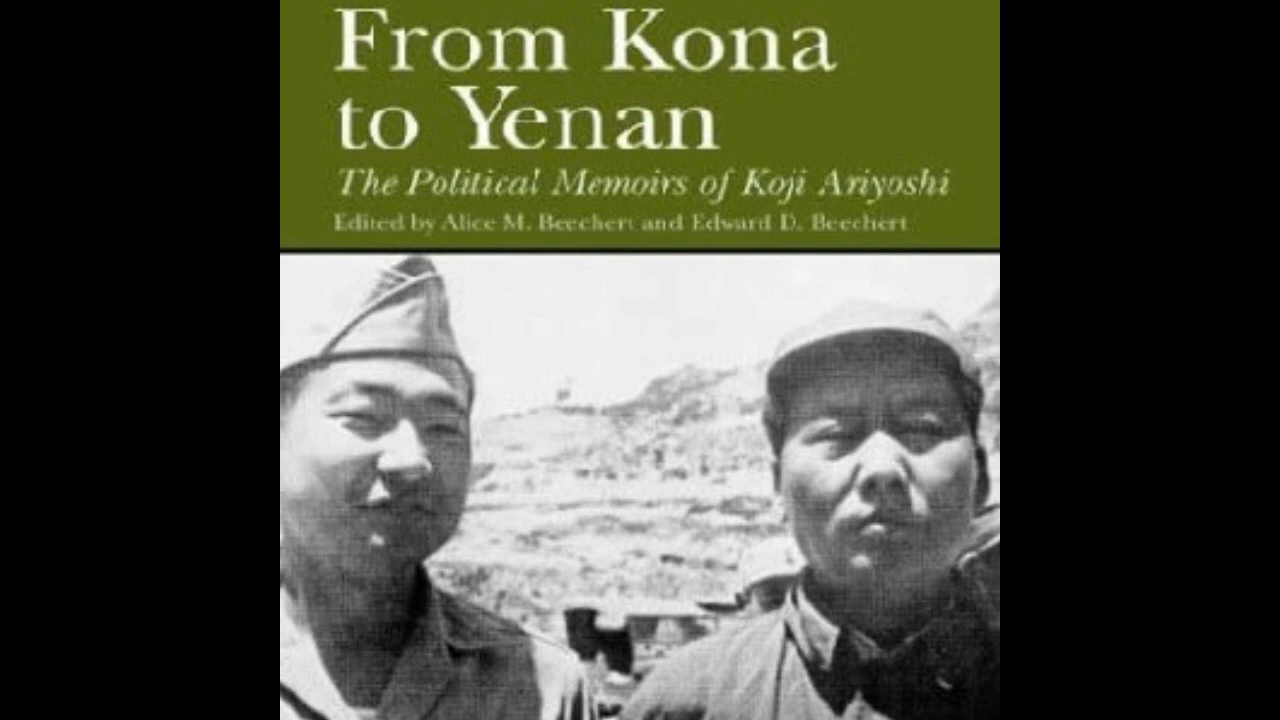 From Kona
to Yenan
The Political Memoirs of Koji Ariyoshi
Edited by Alice M. Beechert and Edward D. Beechert